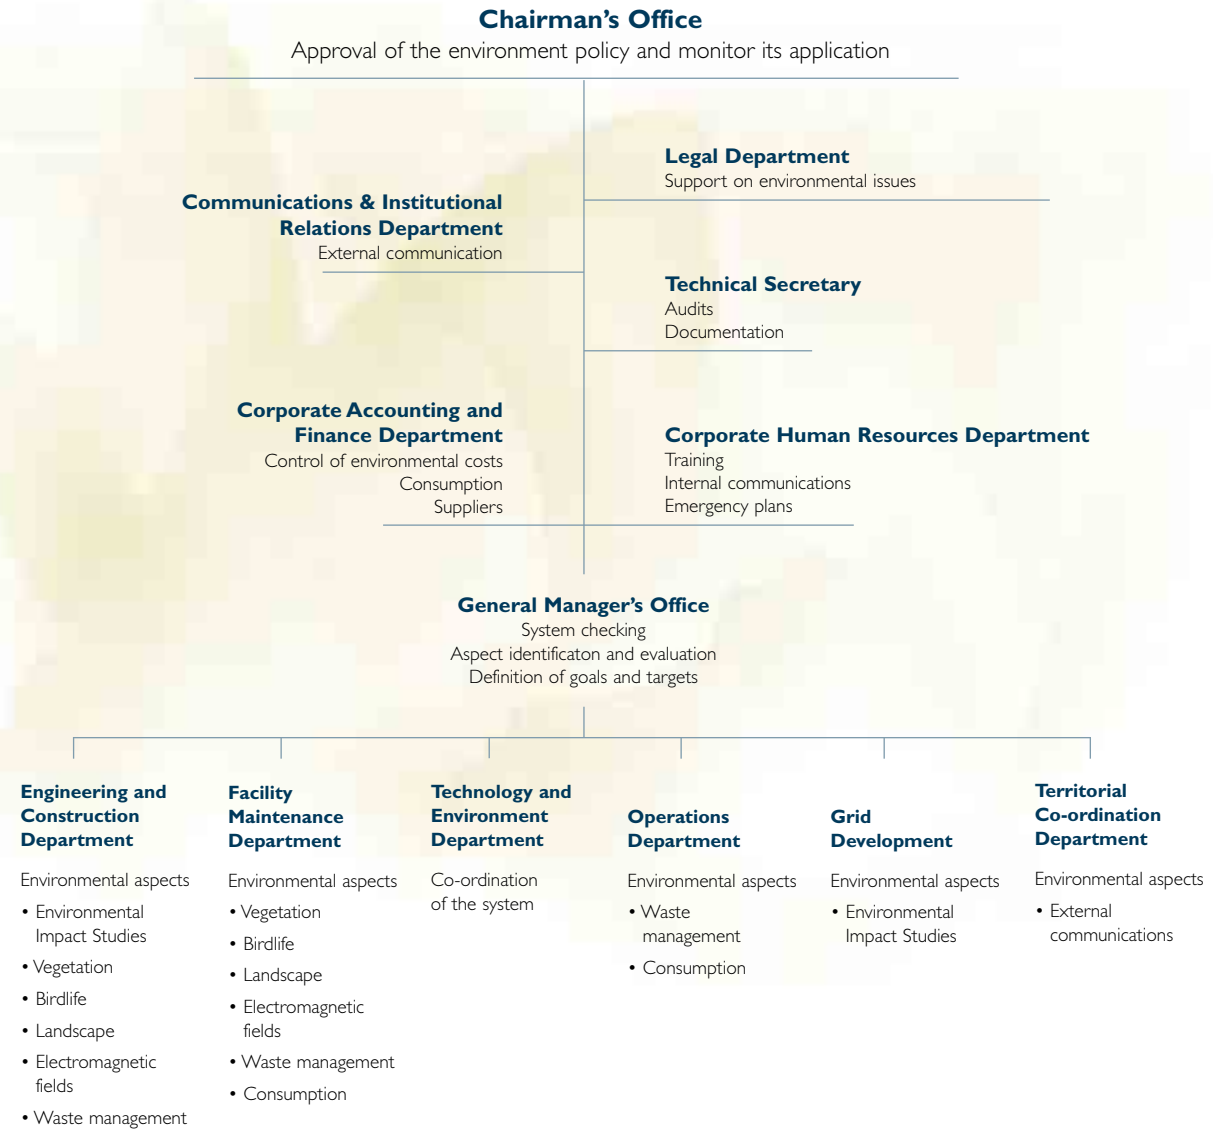 Chairman’s Office
Approval of the environment policy and monitor its application
Legal Department
Support on environmental issues
Communications & Institutional
Relations Department
External communication
Technical Secretary
Audits
Documentation
Corporate Accounting and
Finance Department
Control of environmental costs
Consumption
Suppliers
Corporate Human Resources Department
Training
Internal communications
Emergency plans
General Manager’s Office
System checking
Aspect identificaton and evaluation
Definition of goals and targets
Engineering and
Construction
Department
Environmental aspects
• Environmental
Impact Studies
• Vegetation
• Birdlife
• Landscape
• Electromagnetic
fields
• Waste management
Facility
Maintenance
Department
Environmental aspects
• Vegetation
• Birdlife
• Landscape
• Electromagnetic
fields
• Waste management
• Consumption
Technology and
Environment
Department
Co-ordination
of the system
Operations
Department
Environmental aspects
• Waste
management
• Consumption
Grid
Development
Environmental aspects
• Environmental
Impact Studies
Territorial
Co-ordination
Department
Environmental aspects
• External
communications